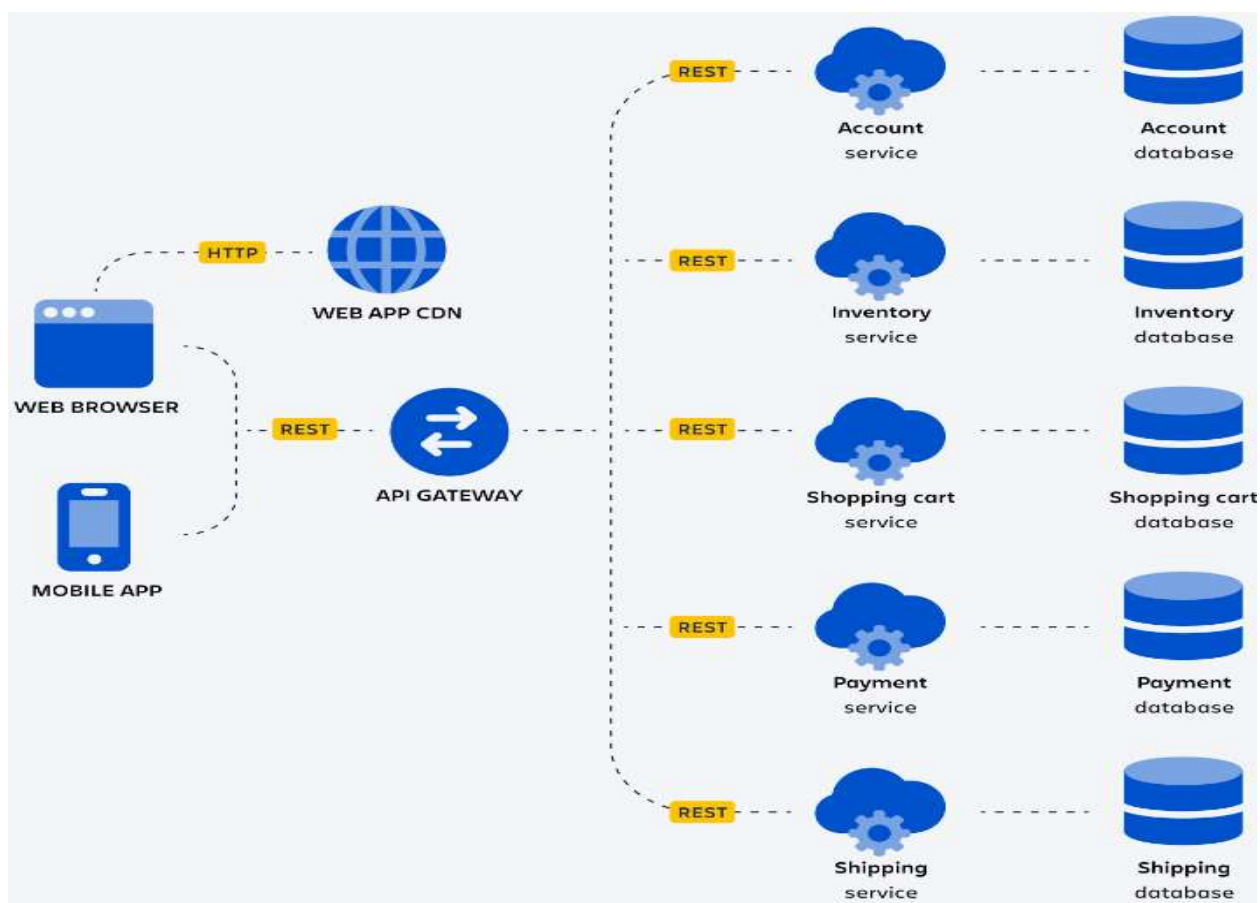 REST
Account
service
Account
database
HTTP
WEB APP CDN
REST
Inventory
service
Inventory
database
WEB BROWSER
REST
API GATEWAY
REST
Shopping cart
service
Shopping cart
database
MOBILE APP
REST
Payment
service
Payment
database
REST
Shipping
service
Shipping
database